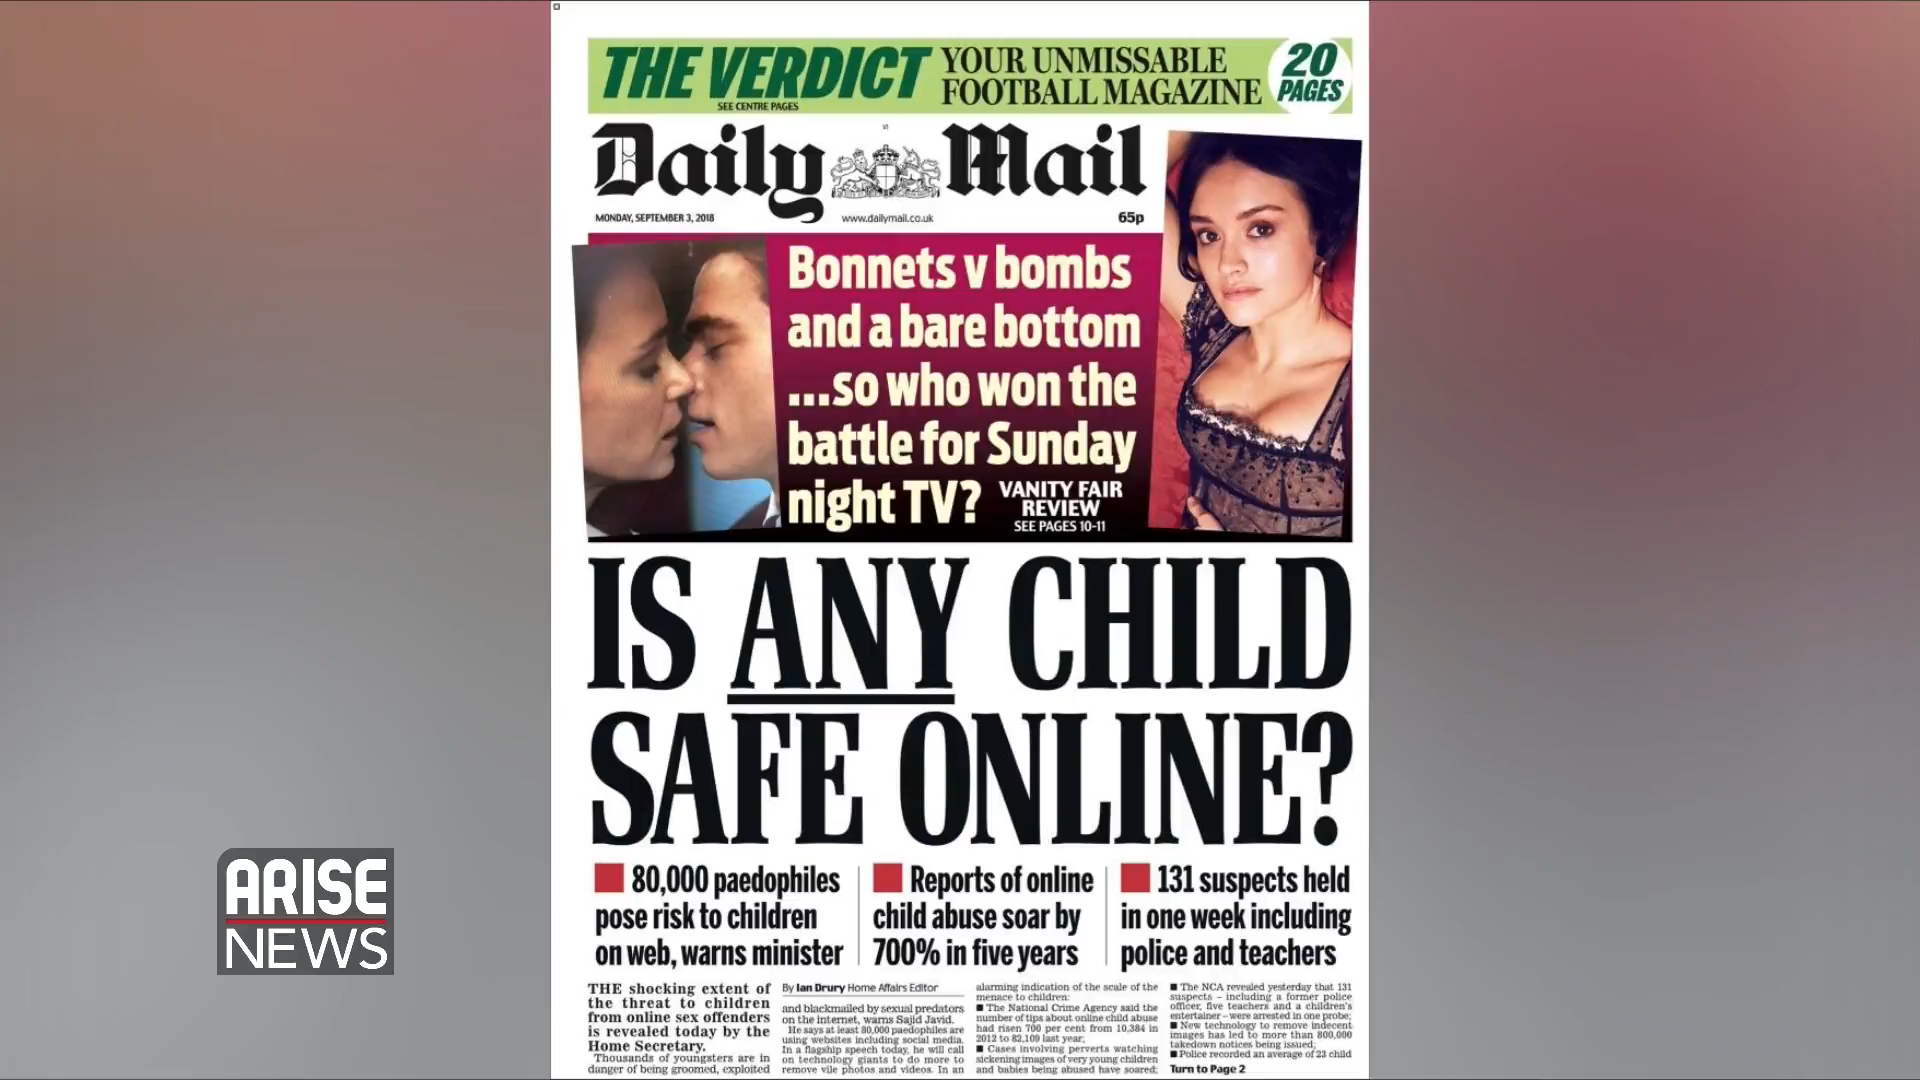 THE VERDICT
SEE CENTRE PAGES
YOUR UNMISSABLE
FOOTBALL MAGAZINE
20
PAGES
Daily Mail
MONDAY, SEPTEMBER 3, 2018
www.dailymail.co.uk
65p
Bonnets v bombs
and a bare bottom
...so who won the
battle for Sunday
night TV?
VANITY FAIR
REVIEW
SEE PAGES 10-11
IS ANY CHILD
SAFE ONLINE?
80,000 paedophiles
pose risk to children
on web, warns minister
Reports of online
child abuse soar by
700% in five years
131 suspects held
in one week including
police and teachers
THE shocking extent of
the threat to children
from online sex offenders
is revealed today by the
Home Secretary.
Thousands of youngsters are in
danger of being groomed, exploited
By Ian Drury Home Affairs Editor
and blackmailed by sexual predators
on the internet, warns Sajid Javid.
He says at least 80,000 paedophiles are
using websites including social media.
In a flagship speech today, he will call
on technology giants to do more to
remove vile photos and videos. In an
alarming indication of the scale of the
menace to children:
■ The National Crime Agency said the
number of tips about online child abuse
had risen 700 per cent from 10,384 in
2012 to 82,109 last year;
■ Cases involving perverts watching
sickening images of very young children
and babies being abused have soared;
■ The NCA revealed yesterday that 131
suspects – including a former police
officer, five teachers and a children's
entertainer – were arrested in one probe;
■ New technology to remove indecent
images has led to more than 800,000
takedown notices being issued;
■ Police recorded an average of 23 child
Turn to Page 2
ARISE
NEWS